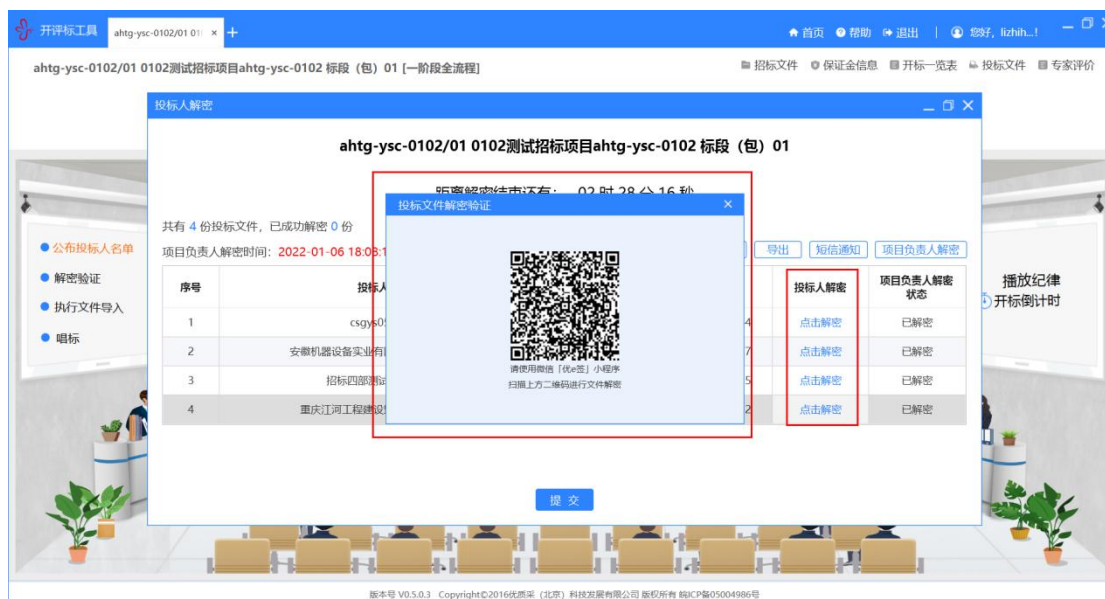 开评标工具 ahtg-ysc-0102/01 01 × + 首页 帮助 退出 | 您好，lizhih...!
ahtg-ysc-0102/01 0102测试招标项目ahtg-ysc-0102 标段（包）01 [一阶段全流程] 招标文件 保证金信息 开标一览表 投标文件 专家评价
投标人解密
ahtg-ysc-0102/01 0102测试招标项目ahtg-ysc-0102 标段（包）01
距离解密结束还有： 02 时 28 分 16 秒
投标文件解密验证 ×
共有 4 份投标文件，已成功解密 0 份
项目负责人解密时间：2022-01-06 18:08:1 导出 短信通知 项目负责人解密
序号 投标人 投标人解密 项目负责人解密状态
1 csgys05 4 点击解密 已解密
2 安徽机器设备实业有 7 点击解密 已解密
3 招标四部测试 5 点击解密 已解密
4 重庆江河工程建设 2 点击解密 已解密
请使用微信「优e签」小程序
扫描上方二维码进行文件解密
提 交
公布投标人名单
解密验证
执行文件导入
唱标
播放纪律
开标倒计时
版本号 V0.5.0.3 Copyright©2016优质采（北京）科技发展有限公司 版权所有 皖ICP备05004986号